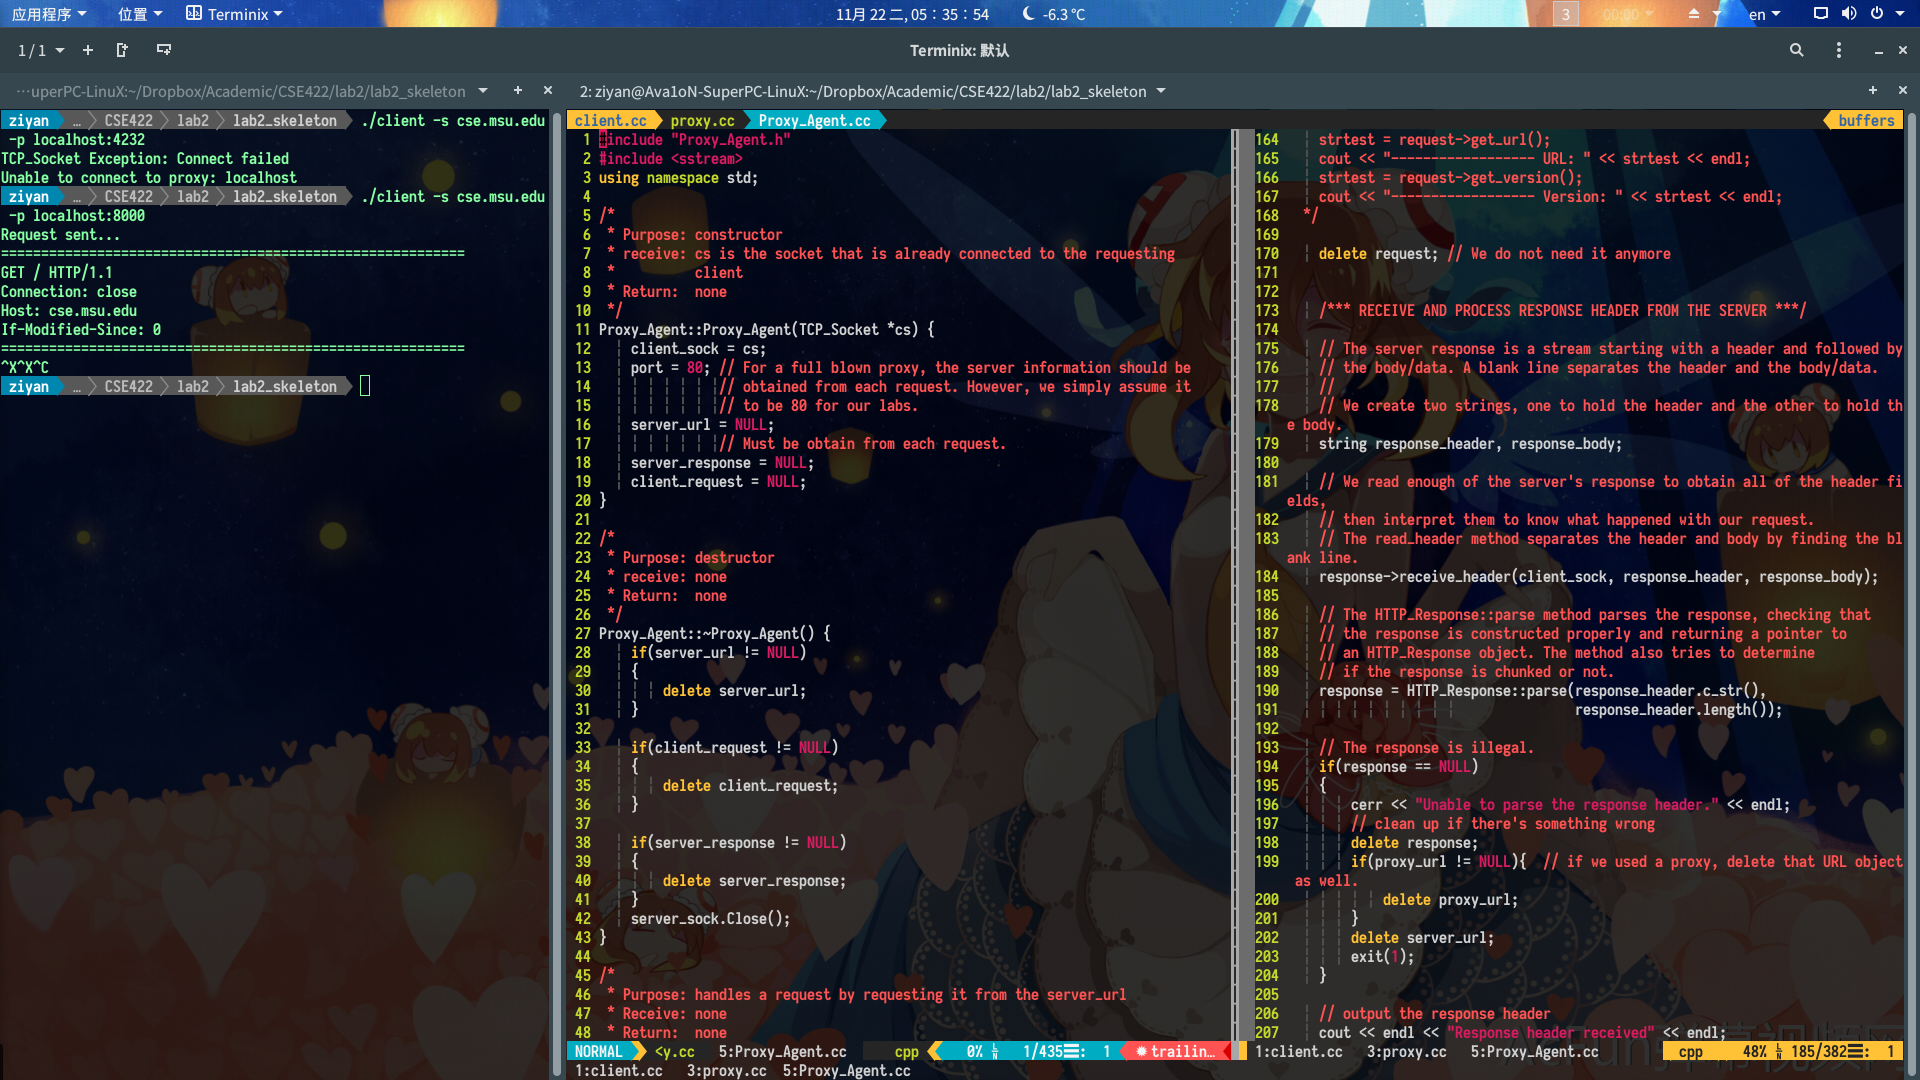 应用程序 位置 Terminix 11月 22 二, 05：35：54 -6.3 ℃ 3 00:00 en
1 / 1 Terminix: 默认
···uperPC-LinuX:~/Dropbox/Academic/CSE422/lab2/lab2_skeleton
2: ziyan@Ava1oN-SuperPC-LinuX:~/Dropbox/Academic/CSE422/lab2/lab2_skeleton
ziyan … CSE422 lab2 lab2_skeleton ./client -s cse.msu.edu
-p localhost:4232
TCP_Socket Exception: Connect failed
Unable to connect to proxy: localhost
ziyan … CSE422 lab2 lab2_skeleton ./client -s cse.msu.edu
-p localhost:8000
Request sent...
==========================================================
GET / HTTP/1.1
Connection: close
Host: cse.msu.edu
If-Modified-Since: 0
==========================================================
^X^X^C
ziyan … CSE422 lab2 lab2_skeleton
client.cc proxy.cc Proxy_Agent.cc buffers
1 #include "Proxy_Agent.h"
2 #include <sstream>
3 using namespace std;
4
5 /*
6 * Purpose: constructor
7 * receive: cs is the socket that is already connected to the requesting
8 * client
9 * Return: none
10 */
11 Proxy_Agent::Proxy_Agent(TCP_Socket *cs) {
12 client_sock = cs;
13 port = 80; // For a full blown proxy, the server information should be
14 // obtained from each request. However, we simply assume it
15 // to be 80 for our labs.
16 server_url = NULL;
17 // Must be obtain from each request.
18 server_response = NULL;
19 client_request = NULL;
20 }
21
22 /*
23 * Purpose: destructor
24 * receive: none
25 * Return: none
26 */
27 Proxy_Agent::~Proxy_Agent() {
28 if(server_url != NULL)
29 {
30 delete server_url;
31 }
32
33 if(client_request != NULL)
34 {
35 delete client_request;
36 }
37
38 if(server_response != NULL)
39 {
40 delete server_response;
41 }
42 server_sock.Close();
43 }
44
45 /*
46 * Purpose: handles a request by requesting it from the server_url
47 * Receive: none
48 * Return: none
NORMAL <y.cc 5:Proxy_Agent.cc cpp 0% 1/435☰: 1 ✹ trailin…
1:client.cc 3:proxy.cc 5:Proxy_Agent.cc
164 strtest = request->get_url();
165 cout << "------------------ URL: " << strtest << endl;
166 strtest = request->get_version();
167 cout << "------------------ Version: " << strtest << endl;
168 */
169
170 delete request; // We do not need it anymore
171
172
173 /*** RECEIVE AND PROCESS RESPONSE HEADER FROM THE SERVER ***/
174
175 // The server response is a stream starting with a header and followed by
176 // the body/data. A blank line separates the header and the body/data.
177 //
178 // We create two strings, one to hold the header and the other to hold th
e body.
179 string response_header, response_body;
180
181 // We read enough of the server's response to obtain all of the header fi
elds,
182 // then interpret them to know what happened with our request.
183 // The read_header method separates the header and body by finding the bl
ank line.
184 response->receive_header(client_sock, response_header, response_body);
185
186 // The HTTP_Response::parse method parses the response, checking that
187 // the response is constructed properly and returning a pointer to
188 // an HTTP_Response object. The method also tries to determine
189 // if the response is chunked or not.
190 response = HTTP_Response::parse(response_header.c_str(),
191 response_header.length());
192
193 // The response is illegal.
194 if(response == NULL)
195 {
196 cerr << "Unable to parse the response header." << endl;
197 // clean up if there's something wrong
198 delete response;
199 if(proxy_url != NULL){ // if we used a proxy, delete that URL object
as well.
200 delete proxy_url;
201 }
202 delete server_url;
203 exit(1);
204 }
205
206 // output the response header
207 cout << endl << "Response header received" << endl;
1:client.cc 3:proxy.cc 5:Proxy_Agent.cc cpp 48% 185/382☰: 1